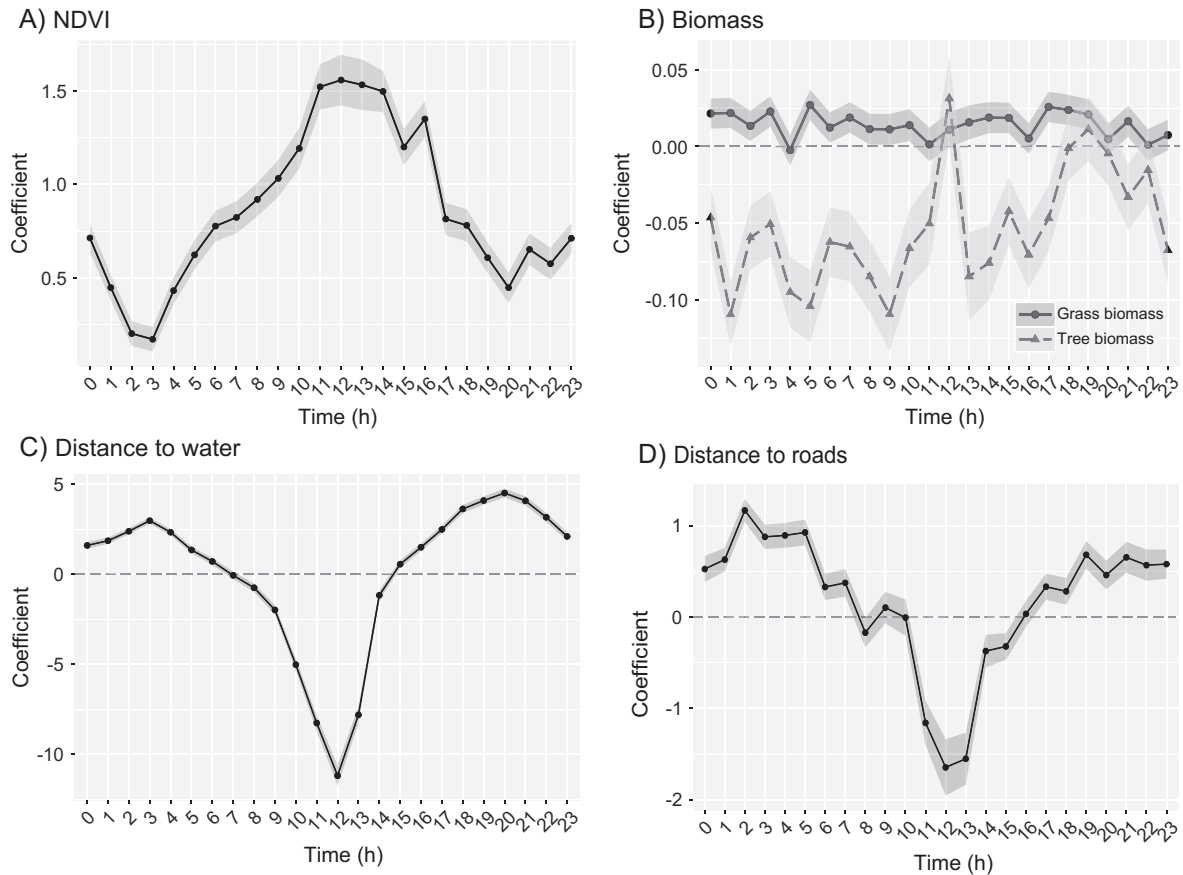 A) NDVI
Coefficient
1.5
1.0
0.5
0 1 2 3 4 5 6 7 8 9 10 11 12 13 14 15 16 17 18 19 20 21 22 23
Time (h)
B) Biomass
Coefficient
0.05
0.00
-0.05
-0.10
Grass biomass
Tree biomass
0 1 2 3 4 5 6 7 8 9 10 11 12 13 14 15 16 17 18 19 20 21 22 23
Time (h)
C) Distance to water
Coefficient
5
0
-5
-10
0 1 2 3 4 5 6 7 8 9 10 11 12 13 14 15 16 17 18 19 20 21 22 23
Time (h)
D) Distance to roads
Coefficient
1
0
-1
-2
0 1 2 3 4 5 6 7 8 9 10 11 12 13 14 15 16 17 18 19 20 21 22 23
Time (h)